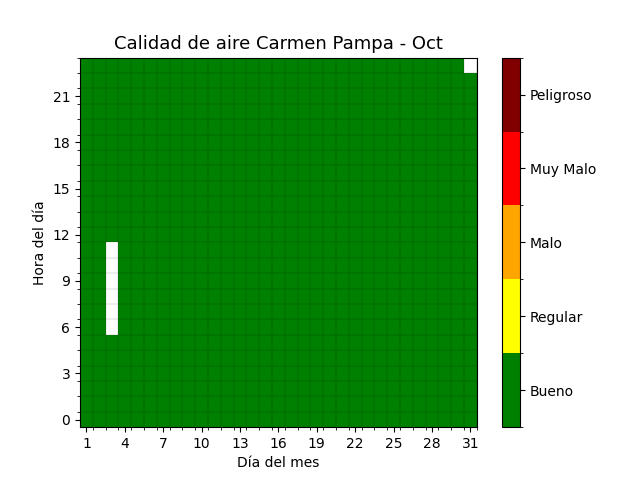 Calidad de aire Carmen Pampa - Oct
Peligroso
Muy Malo
Malo
Regular
Bueno
Hora del día
21
18
15
12
9
6
3
0
1 4 7 10 13 16 19 22 25 28 31
Día del mes